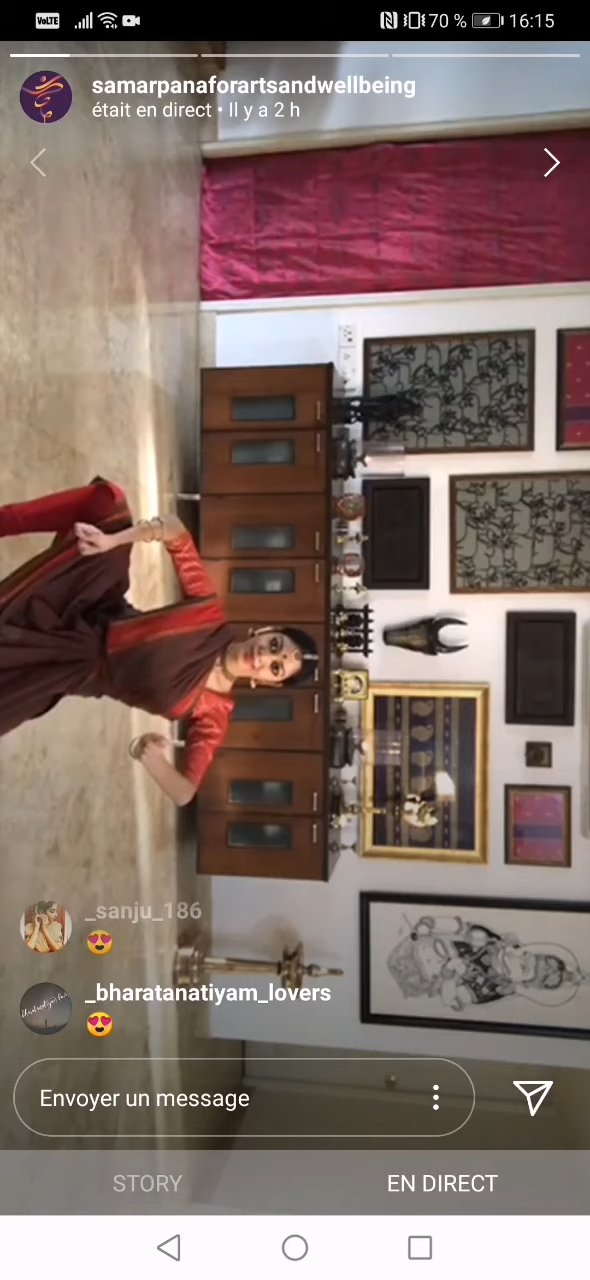 VoLTE
70 %
16:15
samarpanaforartsandwellbeing
était en direct • Il y a 2 h
_sanju_186
_bharatanatiyam_lovers
Envoyer un message
STORY
EN DIRECT